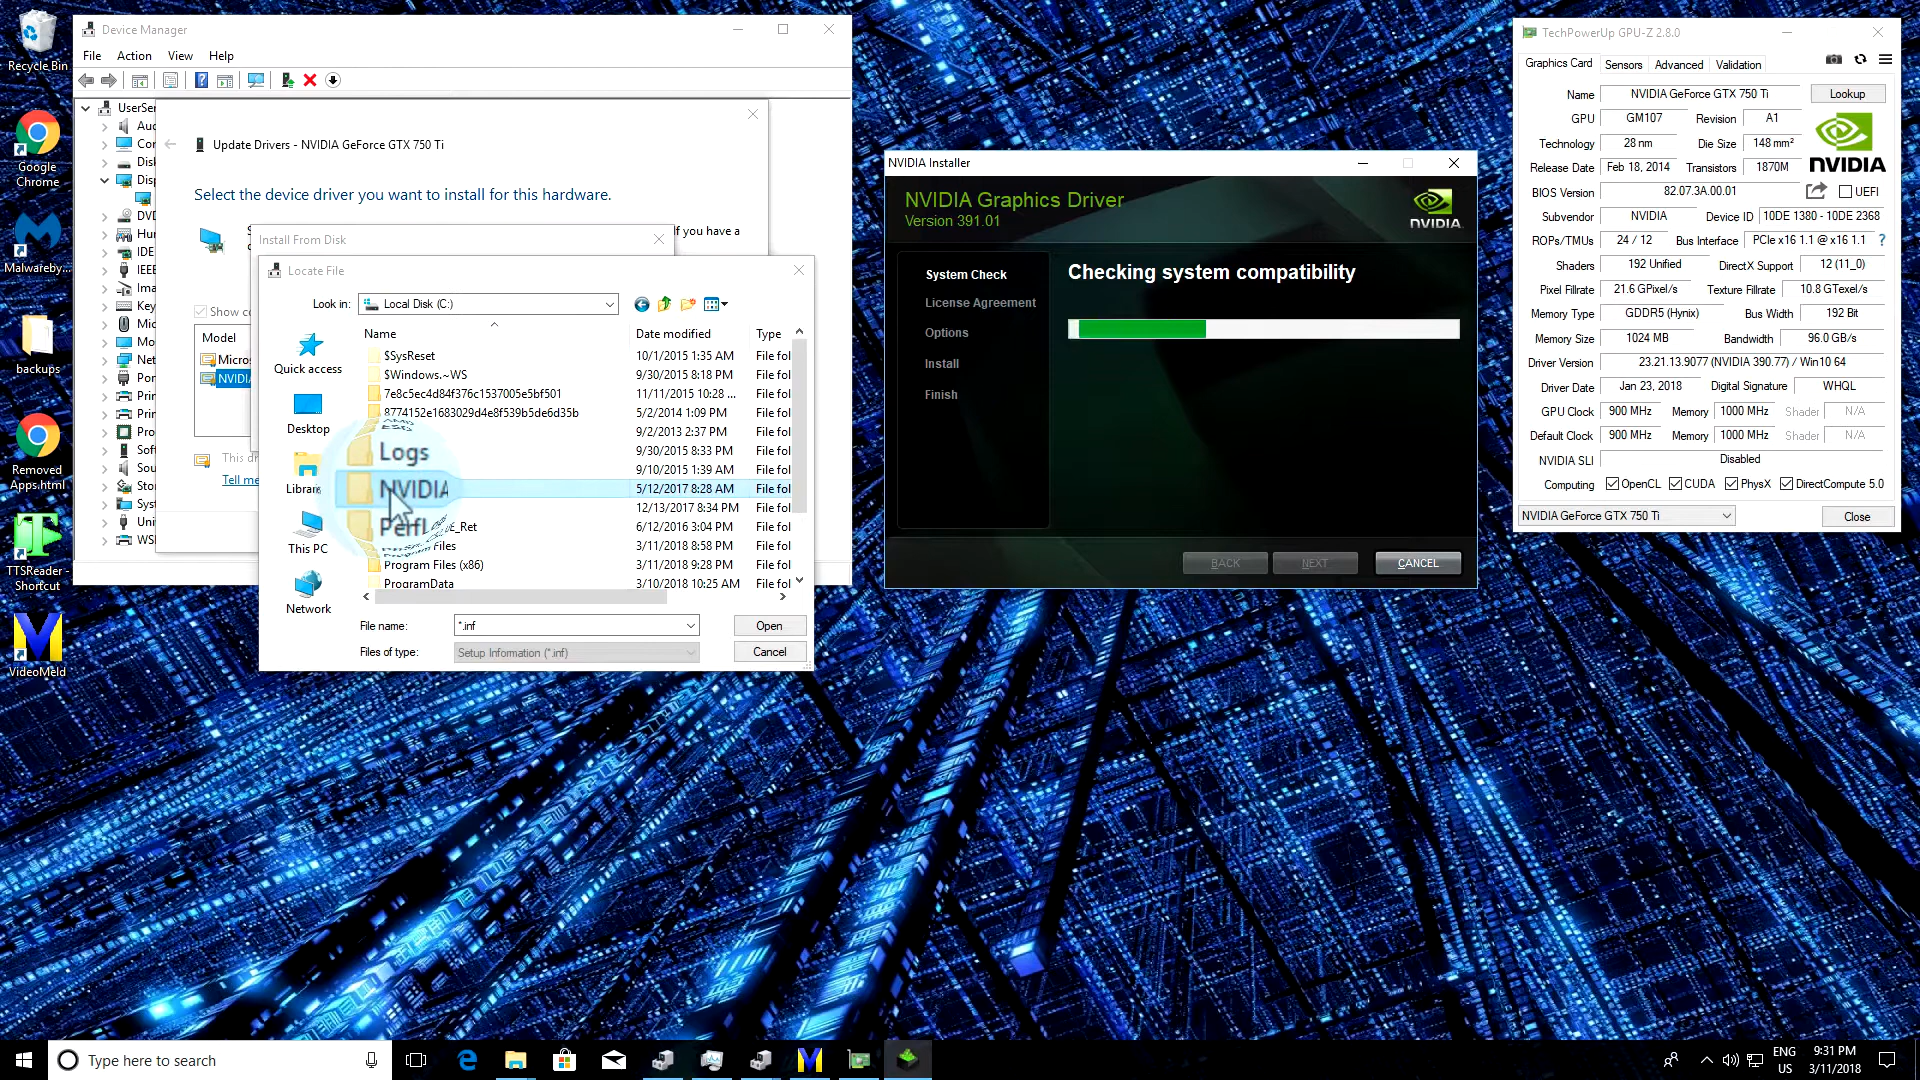 Recycle Bin
Google
Chrome
Malwareby...
backups
Removed
Apps.html
TTSReader -
Shortcut
VideoMeld
Device Manager
File Action View Help
UserSer
Auc
Cor
Disk
Disp
DVD
Hur
IDE
IEEE
Ima
Key
Mic
Mo
Net
Por
Prin
Prin
Pro
Soft
Sou
Stor
Syst
Uni
WSI
Update Drivers - NVIDIA GeForce GTX 750 Ti
Select the device driver you want to install for this hardware.
If you have a
Show co
Model
Micros
NVIDIA
This dr
Tell me
Install From Disk
Locate File
Look in: Local Disk (C:)
Quick access
Desktop
Librari
This PC
Network
Name Date modified Type
$SysReset 10/1/2015 1:35 AM File fol
$Windows.~WS 9/30/2015 8:18 PM File fol
7e8c5ec4d84f376c1537005e5bf501 11/11/2015 10:28 ... File fol
8774152e1683029d4e8f539b5de6d35b 5/2/2014 1:09 PM File fol
AMD 9/2/2013 2:37 PM File fol
ESD 9/30/2015 8:33 PM File fol
Logs 9/10/2015 1:39 AM File fol
NVIDIA 5/12/2017 8:28 AM File fol
PerfL 12/13/2017 8:34 PM File fol
E_Ret 6/12/2016 3:04 PM File fol
Program Files 3/11/2018 8:58 PM File fol
Program Files (x86) 3/11/2018 9:28 PM File fol
ProgramData 3/10/2018 10:25 AM File fol
File name: *.inf Open
Files of type: Setup Information (*.inf) Cancel
NVIDIA Installer
NVIDIA Graphics Driver
Version 391.01
NVIDIA
System Check
License Agreement
Options
Install
Finish
Checking system compatibility
BACK NEXT CANCEL
TechPowerUp GPU-Z 2.8.0
Graphics Card Sensors Advanced Validation
Name NVIDIA GeForce GTX 750 Ti Lookup
GPU GM107 Revision A1
Technology 28 nm Die Size 148 mm²
Release Date Feb 18, 2014 Transistors 1870M
NVIDIA
BIOS Version 82.07.3A.00.01 UEFI
Subvendor NVIDIA Device ID 10DE 1380 - 10DE 2368
ROPs/TMUs 24 / 12 Bus Interface PCIe x16 1.1 @ x16 1.1 ?
Shaders 192 Unified DirectX Support 12 (11_0)
Pixel Fillrate 21.6 GPixel/s Texture Fillrate 10.8 GTexel/s
Memory Type GDDR5 (Hynix) Bus Width 192 Bit
Memory Size 1024 MB Bandwidth 96.0 GB/s
Driver Version 23.21.13.9077 (NVIDIA 390.77) / Win10 64
Driver Date Jan 23, 2018 Digital Signature WHQL
GPU Clock 900 MHz Memory 1000 MHz Shader N/A
Default Clock 900 MHz Memory 1000 MHz Shader N/A
NVIDIA SLI Disabled
Computing OpenCL CUDA PhysX DirectCompute 5.0
NVIDIA GeForce GTX 750 Ti Close
Type here to search
ENG
US
9:31 PM
3/11/2018